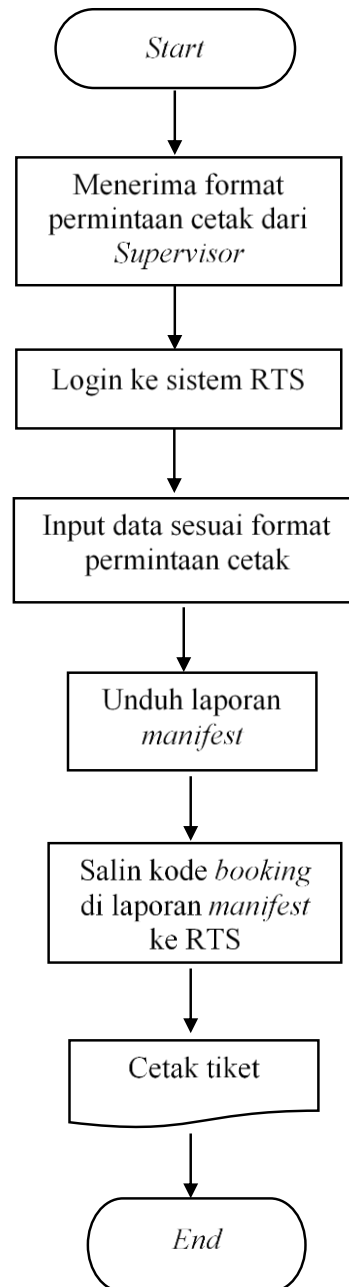 Start
Menerima format
permintaan cetak dari
Supervisor
Login ke sistem RTS
Input data sesuai format
permintaan cetak
Unduh laporan
manifest
Salin kode booking
di laporan manifest
ke RTS
Cetak tiket
End